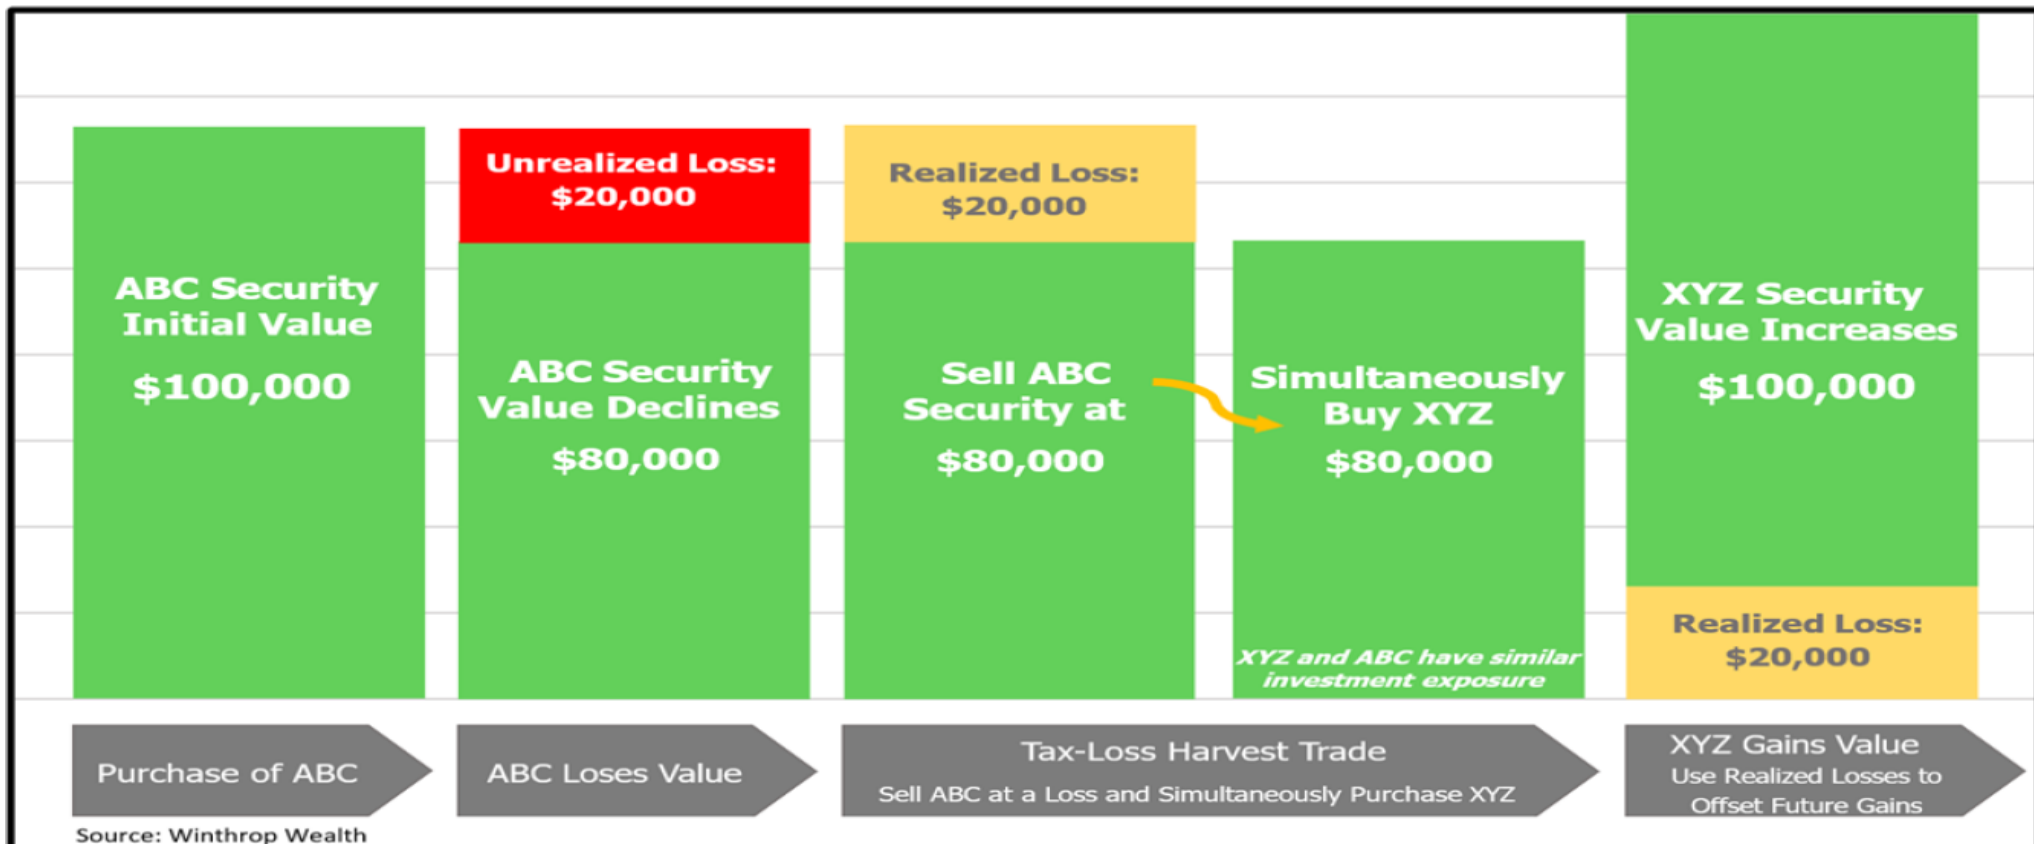 ABC Security
Initial Value
$100,000
Unrealized Loss:
$20,000
ABC Security
Value Declines
$80,000
Realized Loss:
$20,000
Sell ABC
Security at
$80,000
Simultaneously
Buy XYZ
$80,000
XYZ and ABC have similar
investment exposure
XYZ Security
Value Increases
$100,000
Realized Loss:
$20,000
Purchase of ABC
ABC Loses Value
Tax-Loss Harvest Trade
Sell ABC at a Loss and Simultaneously Purchase XYZ
XYZ Gains Value
Use Realized Losses to
Offset Future Gains
Source: Winthrop Wealth